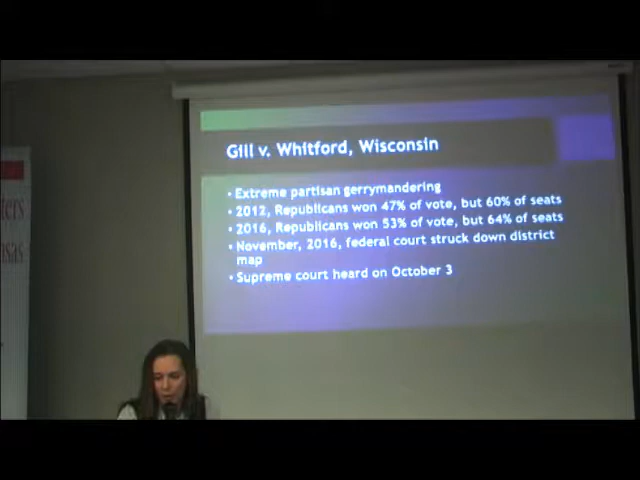 Gill v. Whitford, Wisconsin
• Extreme partisan gerrymandering
• 2012, Republicans won 47% of vote, but 60% of seats
• 2016, Republicans won 53% of vote, but 64% of seats
• November, 2016, federal court struck down district
map
• Supreme court heard on October 3
ters
nsas